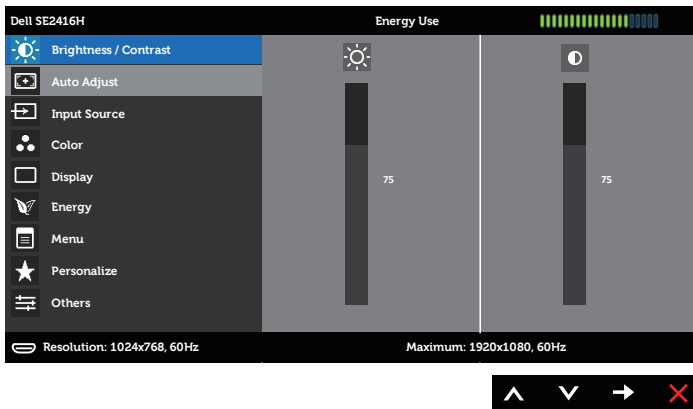 Dell SE2416H
Energy Use
Brightness / Contrast
Auto Adjust
Input Source
Color
Display
Energy
Menu
Personalize
Others
75
75
Resolution: 1024x768, 60Hz
Maximum: 1920x1080, 60Hz